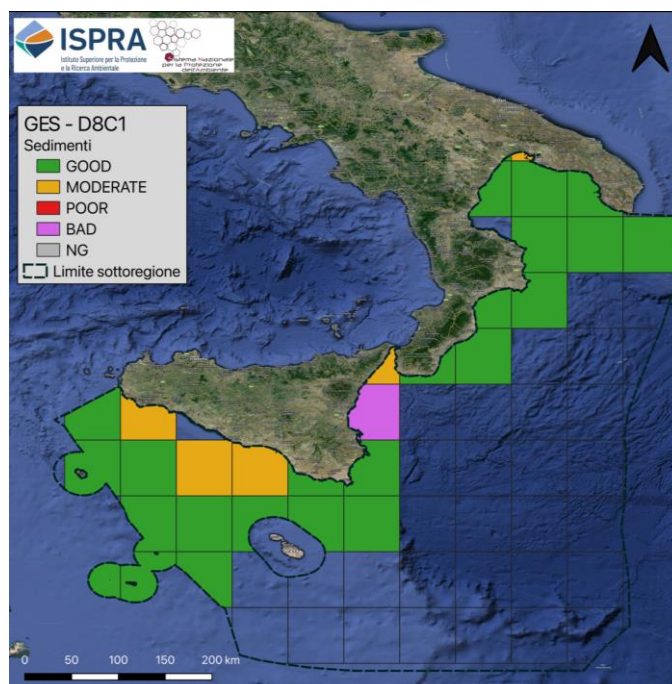 ISPRA
Istituto Superiore per la Protezione
e la Ricerca Ambientale
Sistema Nazionale
per la Protezione
dell'Ambiente
GES - D8C1
Sedimenti
GOOD
MODERATE
POOR
BAD
NG
Limite sottoregione
0 50 100 150 200 km